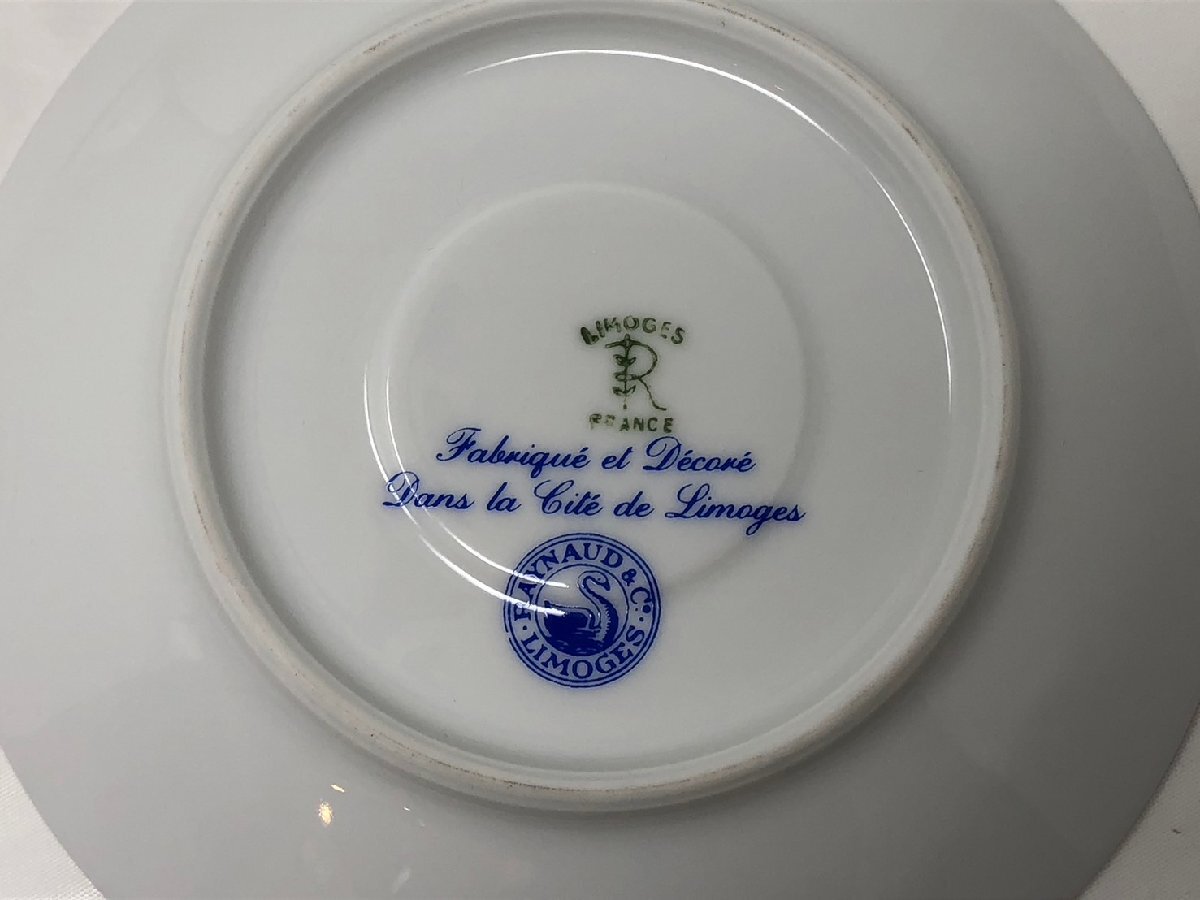 LIMOGES
R
FRANCE
Fabriqué et Décoré
Dans la Cité de Limoges
RAYNAUD & Co.
· LIMOGES ·